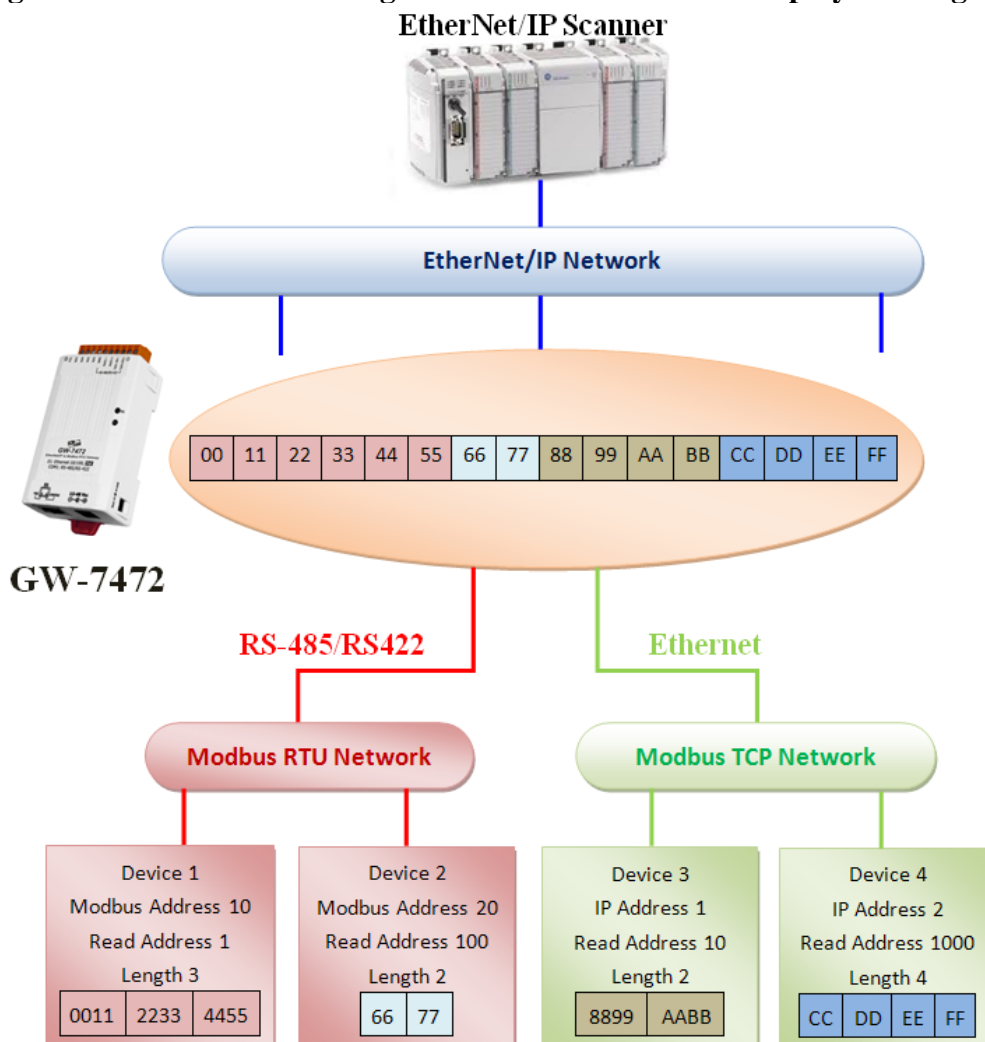 EtherNet/IP Scanner
EtherNet/IP Network
00 11 22 33 44 55 66 77 88 99 AA BB CC DD EE FF
GW-7472
GW-7472
RS-485/RS422
Ethernet
Modbus RTU Network
Modbus TCP Network
Device 1
Modbus Address 10
Read Address 1
Length 3
0011 2233 4455
Device 2
Modbus Address 20
Read Address 100
Length 2
66 77
Device 3
IP Address 1
Read Address 10
Length 2
8899 AABB
Device 4
IP Address 2
Read Address 1000
Length 4
CC DD EE FF